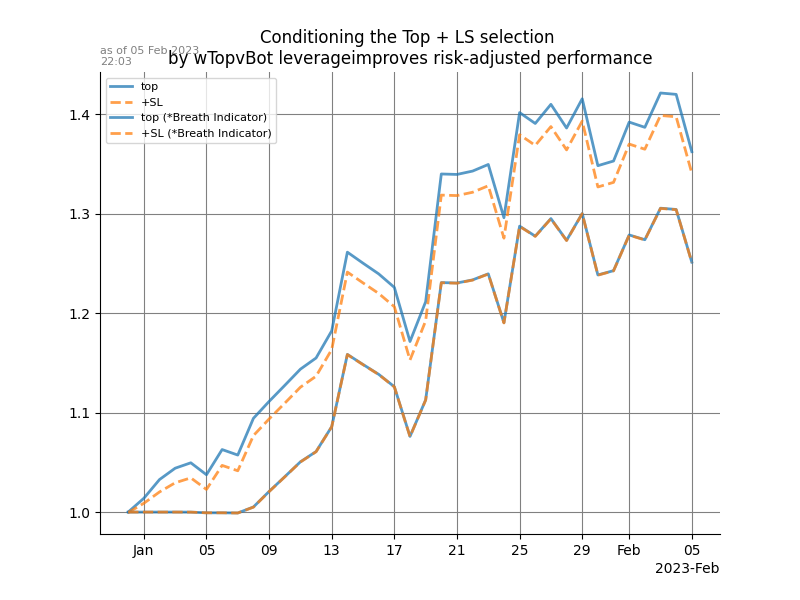 Conditioning the Top + LS selection
as of 05 Feb 2023
by wTopvBot leverageimproves risk-adjusted performance
22:03
top
+SL
top (*Breath Indicator)
+SL (*Breath Indicator)
1.4
1.3
1.2
1.1
1.0
Jan 05 09 13 17 21 25 29 Feb 05
2023-Feb